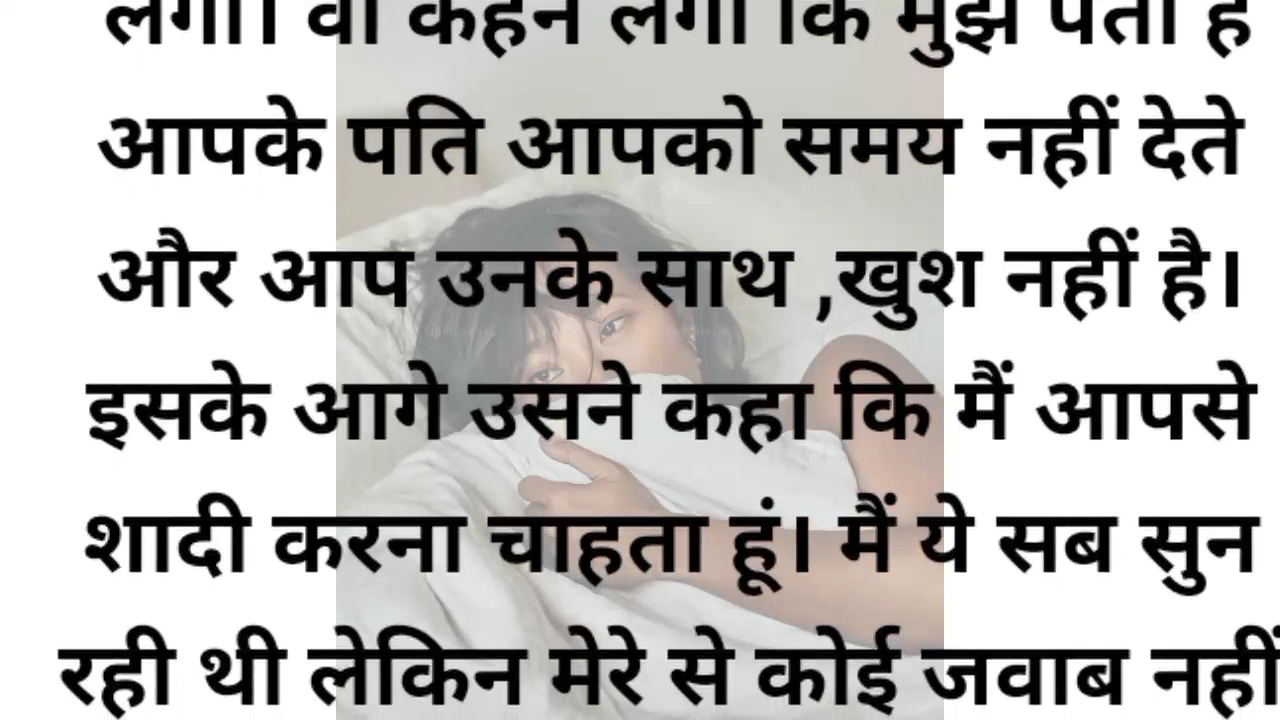 लगा। वो कहने लगा कि मुझे पता है
आपके पति आपको समय नहीं देते
और आप उनके साथ ,खुश नहीं है।
इसके आगे उसने कहा कि मैं आपसे
शादी करना चाहता हूं। मैं ये सब सुन
रही थी लेकिन मेरे से कोई जवाब नहीं